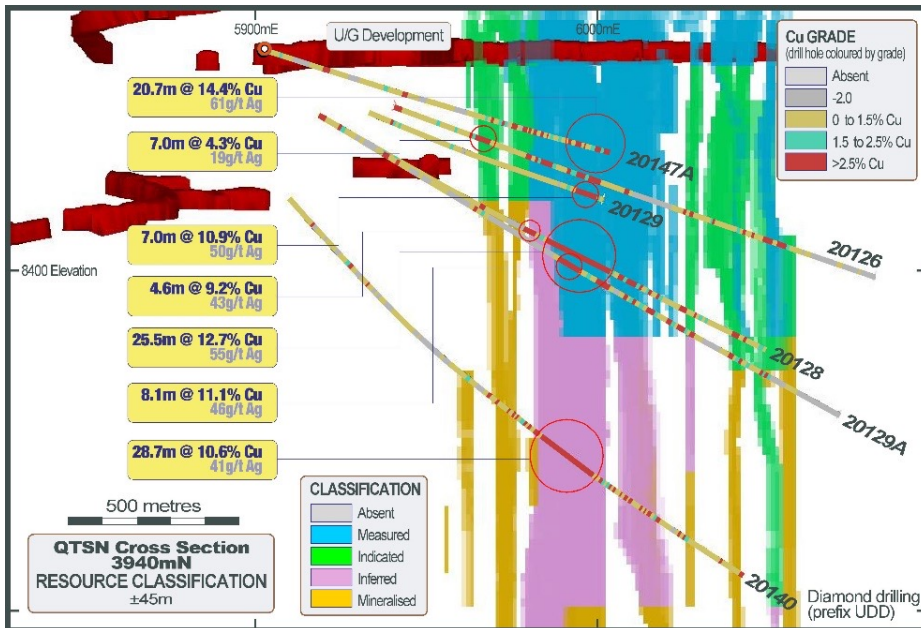 5900mE
6000mE
U/G Development
Cu GRADE
(drill hole coloured by grade)
Absent
-2.0
0 to 1.5% Cu
1.5 to 2.5% Cu
>2.5% Cu
20.7m @ 14.4% Cu
61g/t Ag
7.0m @ 4.3% Cu
19g/t Ag
7.0m @ 10.9% Cu
50g/t Ag
4.6m @ 9.2% Cu
43g/t Ag
25.5m @ 12.7% Cu
55g/t Ag
8.1m @ 11.1% Cu
46g/t Ag
28.7m @ 10.6% Cu
41g/t Ag
8400 Elevation
20147A
20129
20126
20128
20129A
20140
500 metres
QTSN Cross Section
3940mN
RESOURCE CLASSIFICATION
±45m
CLASSIFICATION
Absent
Measured
Indicated
Inferred
Mineralised
Diamond drilling
(prefix UDD)